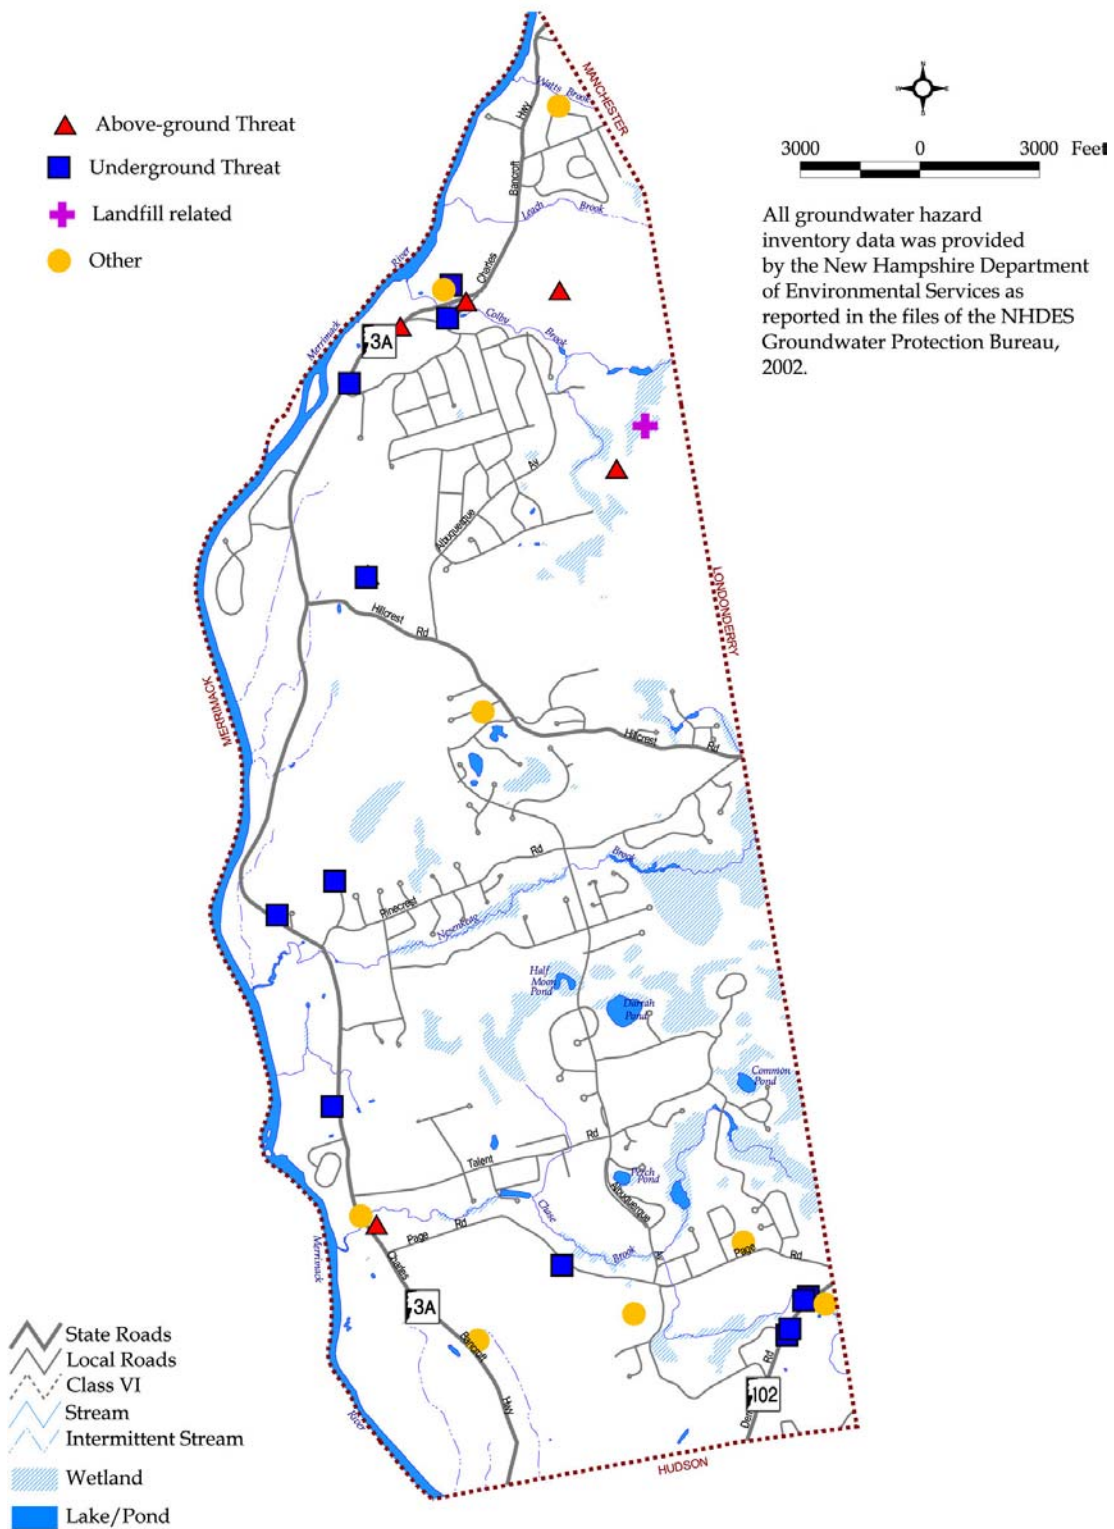 N
W
E
S
3000
0
3000 Feet
Above-ground Threat
Underground Threat
Landfill related
Other
All groundwater hazard
inventory data was provided
by the New Hampshire Department
of Environmental Services as
reported in the files of the NHDES
Groundwater Protection Bureau,
2002.
Watts Brook
MANCHESTER
Hwy
Bancroft
Leach Brook
River
Charles
Colby
Brook
Merrimack
3A
Av
Albuquerque
LONDONDERRY
Hillcrest
Rd
MERRIMACK
Hillcrest
Rd
Rd
Brook
Pinecrest
Nesenkeag
Half
Moon
Pond
Darrah
Pond
Common
Pond
Rd
Talent
Perch
Pond
Albuquerque
Chase
Rd
Page
Brook
Av
Page
Rd
Merrimack
Charles
3A
Bancroft
Hwy
Rd
102
River
HUDSON
State Roads
Local Roads
Class VI
Stream
Intermittent Stream
Wetland
Lake/Pond